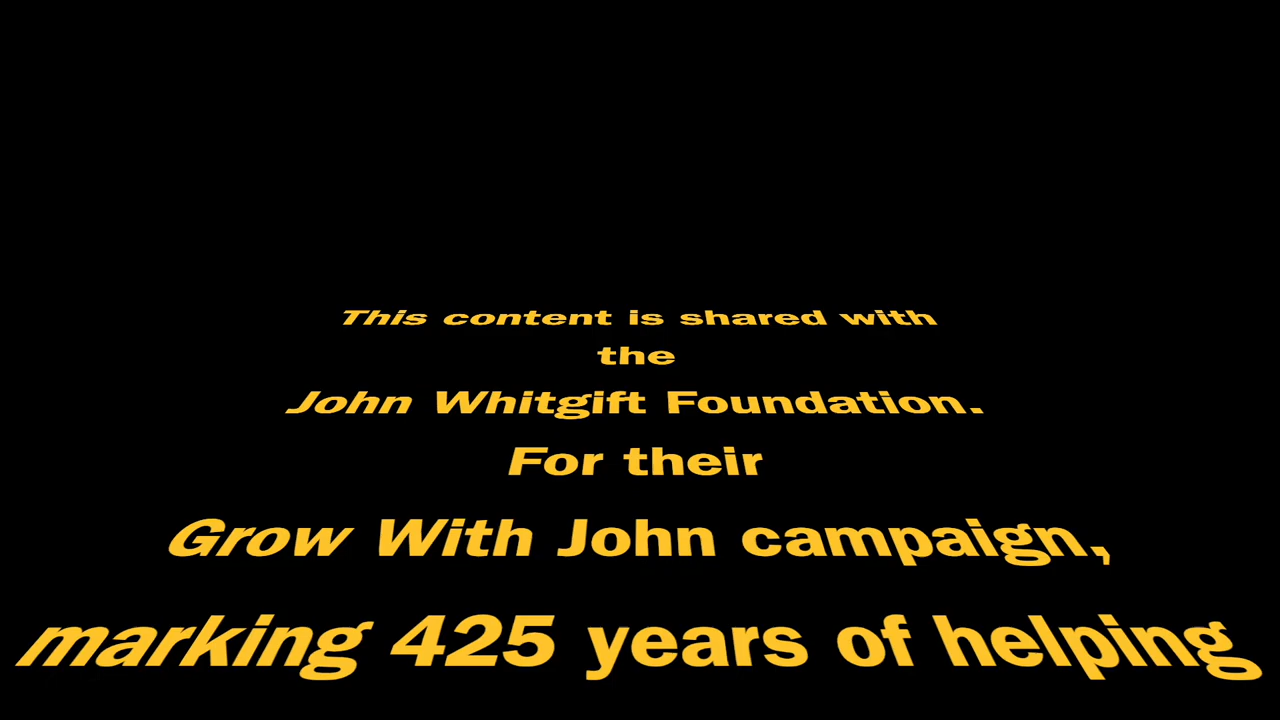 This content is shared with
the
John Whitgift Foundation.
For their
Grow With John campaign,
marking 425 years of helping